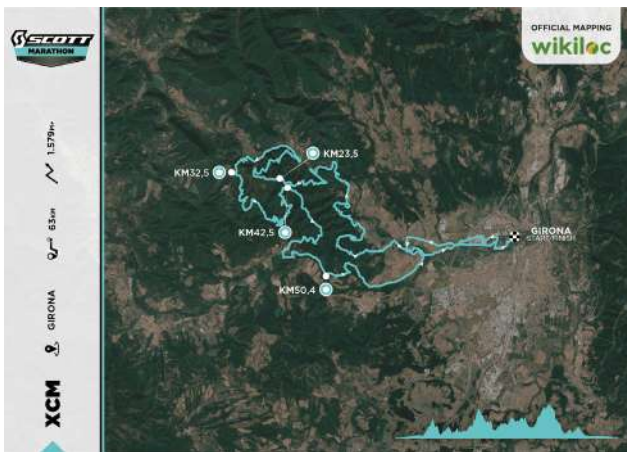 SCOTT
MARATHON
1.579m+
63KM
GIRONA
XCM
OFFICIAL MAPPING
wikiloc
KM23,5
KM32,5
KM42,5
KM50,4
GIRONA
START/FINISH